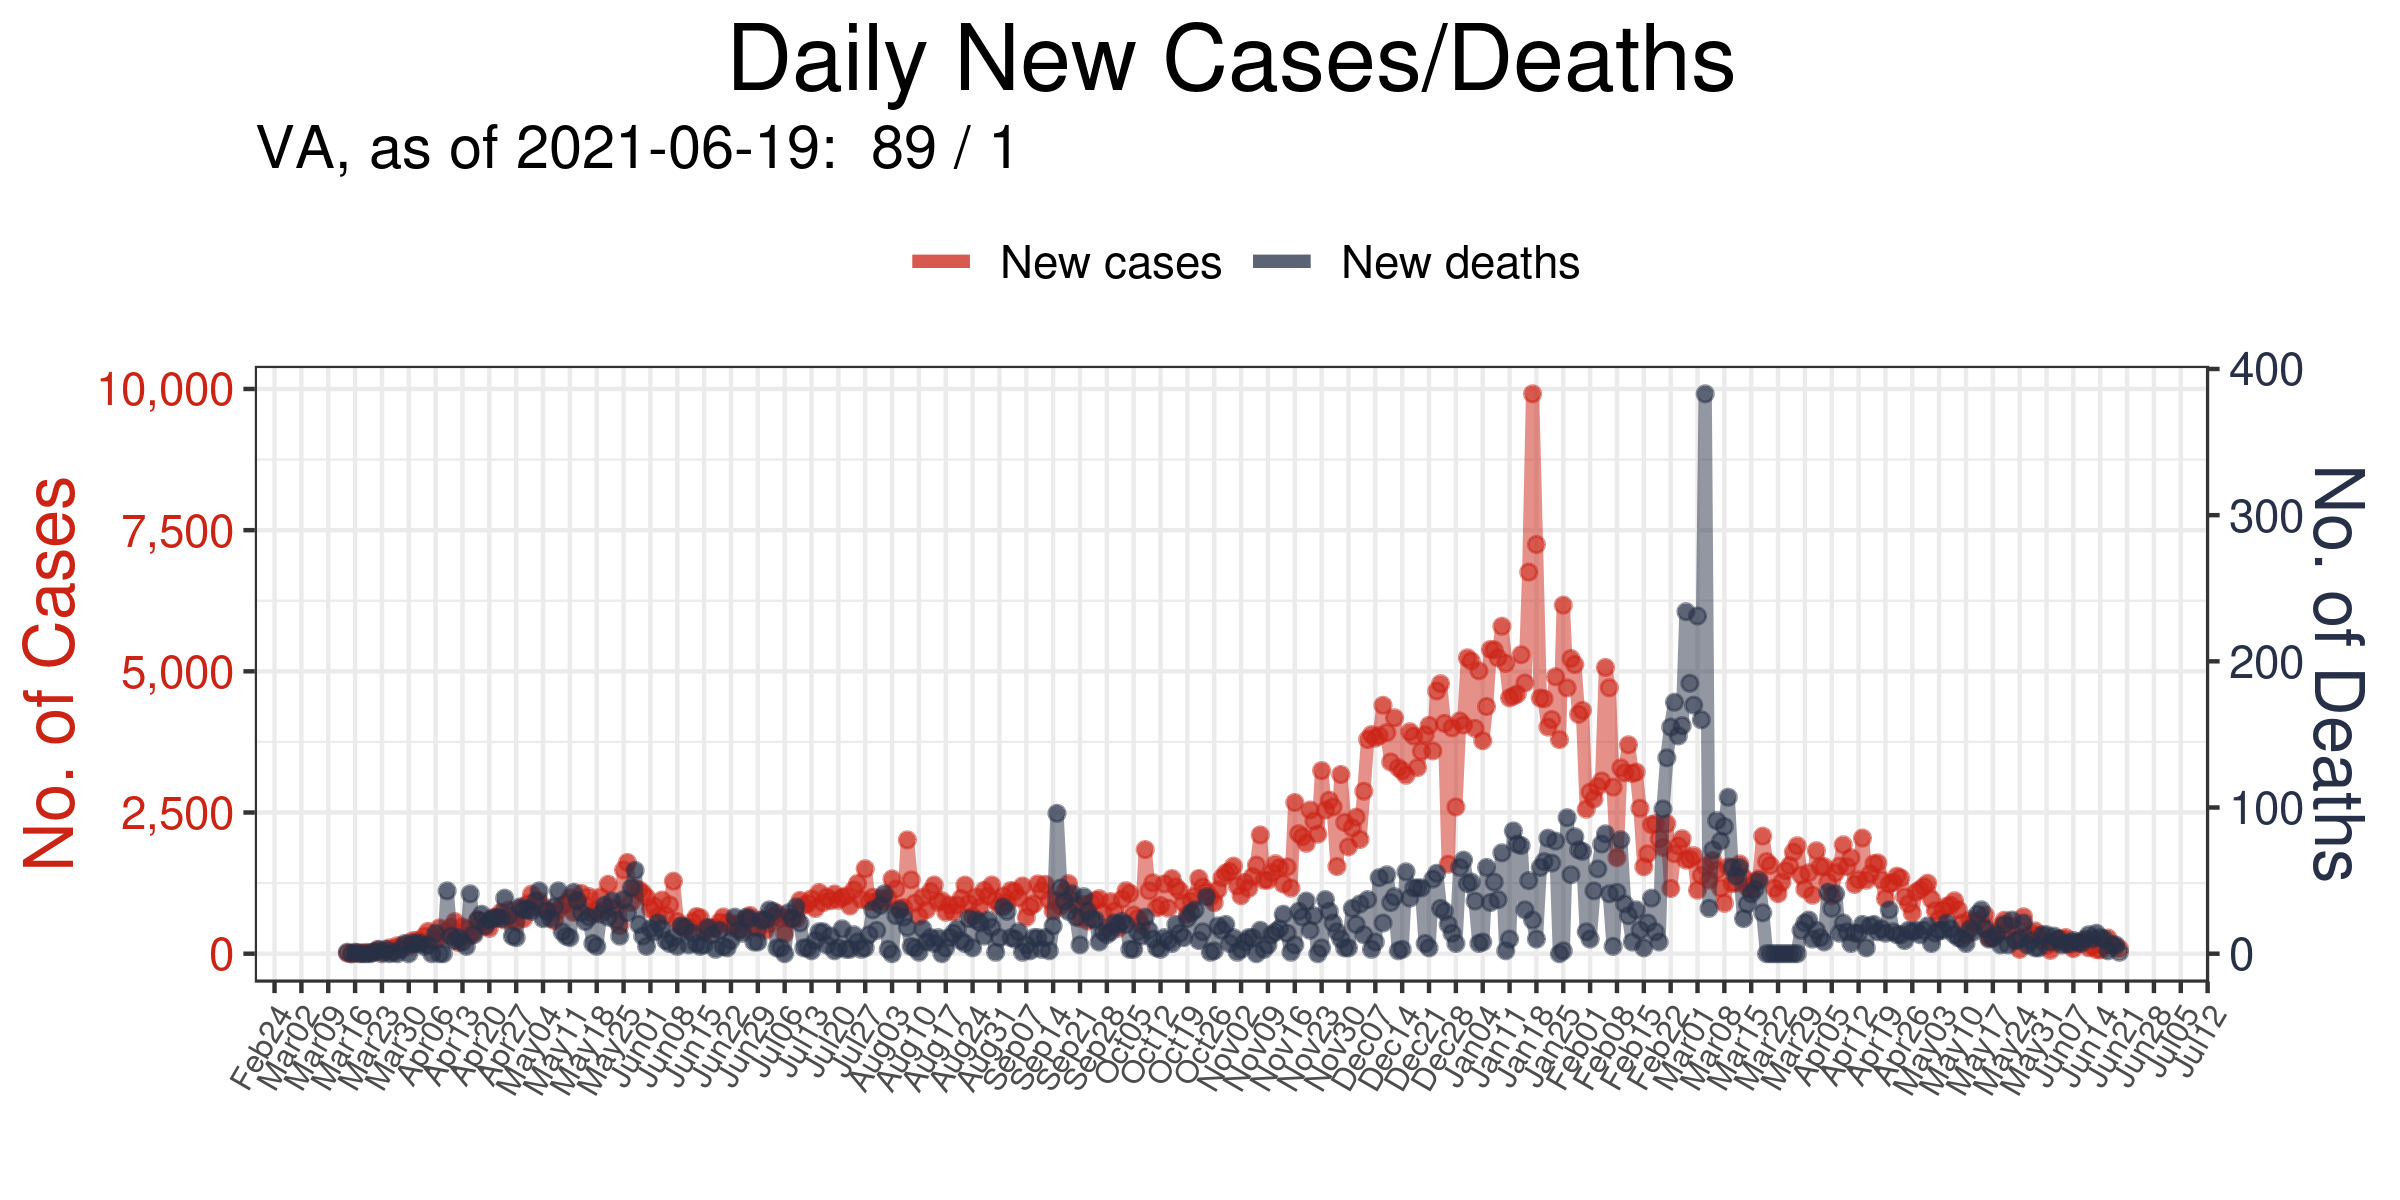 Daily New Cases/Deaths
VA, as of 2021-06-19:  89 / 1
New cases
New deaths
No. of Cases
10,000
7,500
5,000
2,500
0
400
300
200
100
0
No. of Deaths
Feb24
Mar02
Mar09
Mar16
Mar23
Mar30
Apr06
Apr13
Apr20
Apr27
May04
May11
May18
May25
Jun01
Jun08
Jun15
Jun22
Jun29
Jul06
Jul13
Jul20
Jul27
Aug03
Aug10
Aug17
Aug24
Aug31
Sep07
Sep14
Sep21
Sep28
Oct05
Oct12
Oct19
Oct26
Nov02
Nov09
Nov16
Nov23
Nov30
Dec07
Dec14
Dec21
Dec28
Jan04
Jan11
Jan18
Jan25
Feb01
Feb08
Feb15
Feb22
Mar01
Mar08
Mar15
Mar22
Mar29
Apr05
Apr12
Apr19
Apr26
May03
May10
May17
May24
May31
Jun07
Jun14
Jun21
Jun28
Jul05
Jul12